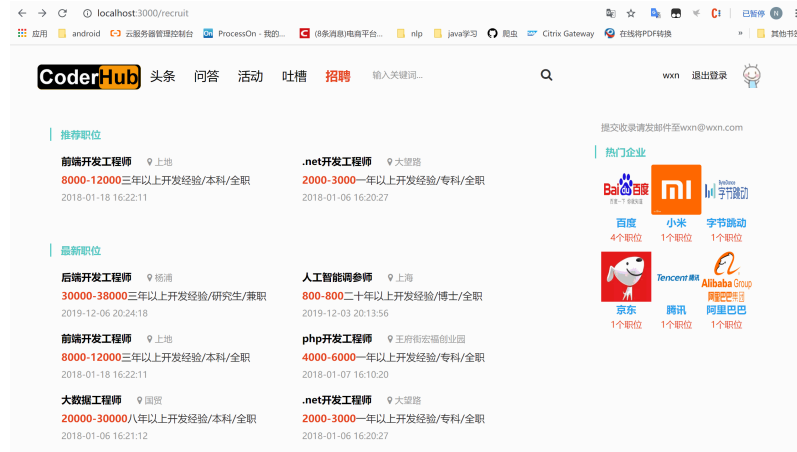 localhost:3000/recruit
已暂停 N
应用 android 云服务器管理控制台 On ProcessOn - 我的... C (8条消息)电商平台... nlp java学习 爬虫 Citrix Gateway 在线将PDF转换 » 其他书签
CoderHub 头条 问答 活动 吐槽 招聘 输入关键词... wxn 退出登录
提交收录请发邮件至wxn@wxn.com
推荐职位
前端开发工程师 上地
8000-12000三年以上开发经验/本科/全职
2018-01-18 16:22:11
.net开发工程师 大望路
2000-3000一年以上开发经验/专科/全职
2018-01-06 16:20:27
最新职位
后端开发工程师 杨浦
30000-38000三年以上开发经验/研究生/兼职
2019-12-06 20:24:18
人工智能调参师 上海
800-800二十年以上开发经验/博士/全职
2019-12-03 20:13:56
前端开发工程师 上地
8000-12000三年以上开发经验/本科/全职
2018-01-18 16:22:11
php开发工程师 王府街宏福创业园
4000-6000一年以上开发经验/专科/全职
2018-01-07 16:10:20
大数据工程师 国贸
20000-30000八年以上开发经验/本科/全职
2018-01-06 16:21:12
.net开发工程师 大望路
2000-3000一年以上开发经验/专科/全职
2018-01-06 16:20:27
热门企业
Bai百度 mi ByteDance 字节跳动
百度 小米 字节跳动
4个职位 1个职位 1个职位
Tencent 腾讯 Alibaba Group
阿里巴巴集团
京东 腾讯 阿里巴巴
1个职位 1个职位 1个职位